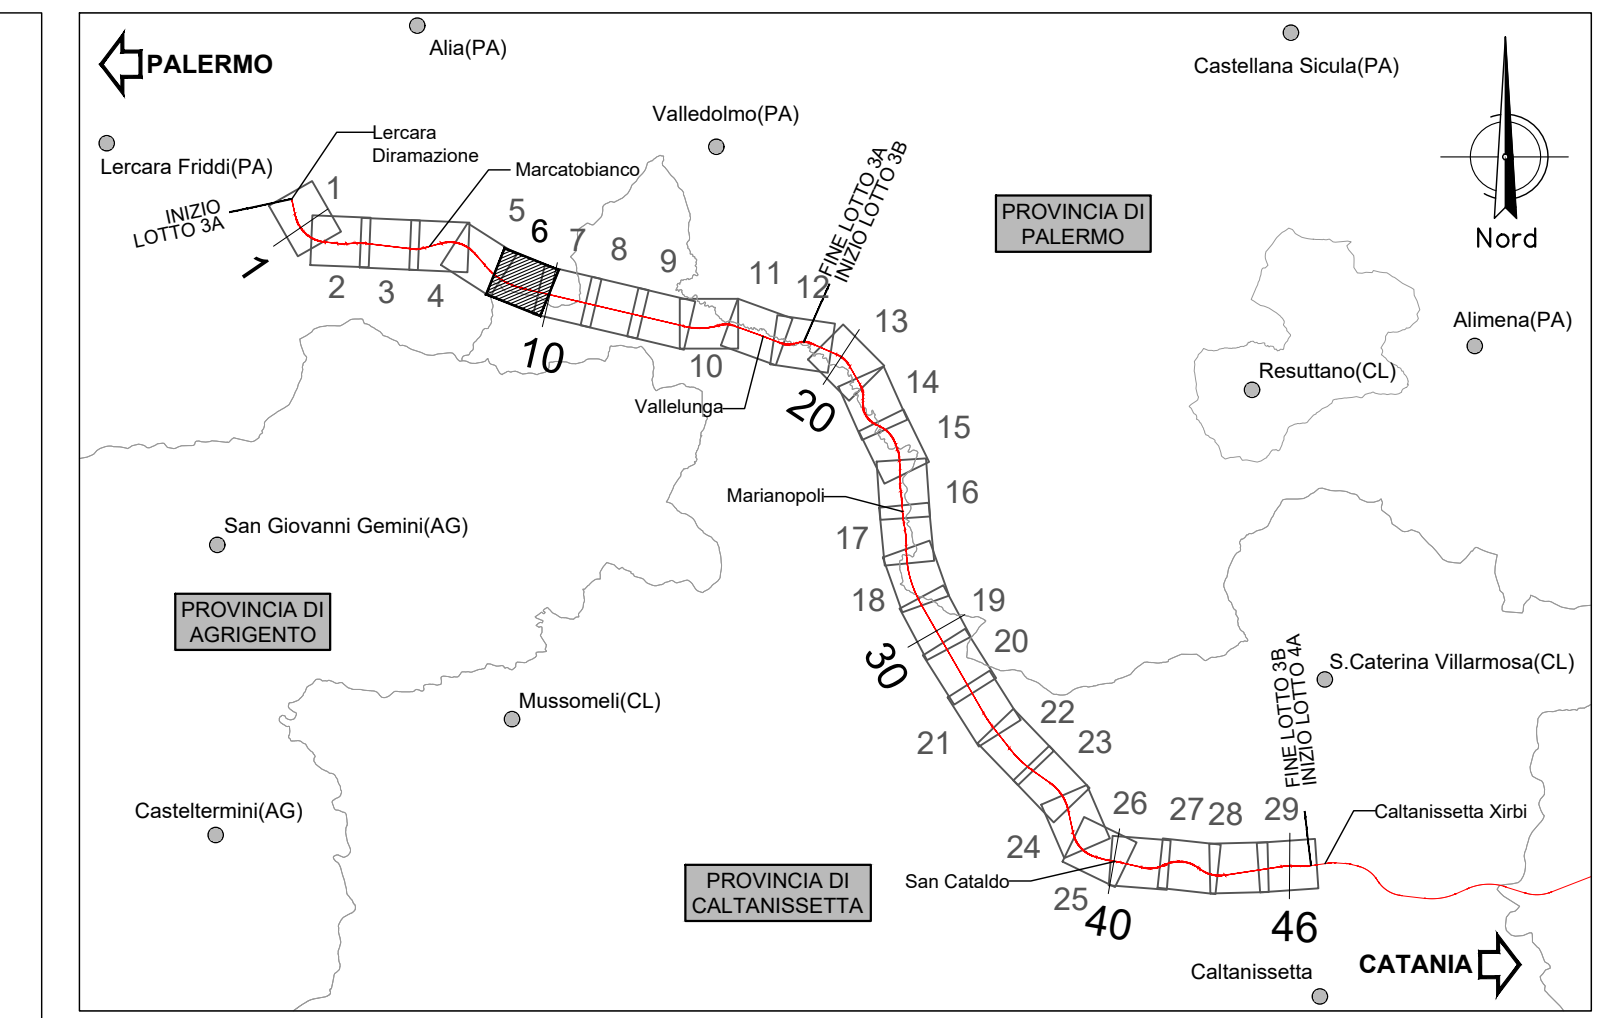 PALERMO
Alia(PA)
Castellana Sicula(PA)
Valledolmo(PA)
Lercara
Diramazione
Lercara Friddi(PA)
Marcatobianco
INIZIO
LOTTO 3A
1
1
2
3
4
5
6
7
8
9
10
10
11
12
FINE LOTTO 3A
INIZIO LOTTO 3B
PROVINCIA DI
PALERMO
Nord
13
Alimena(PA)
Resuttano(CL)
14
Vallelunga
20
15
Marianopoli
16
San Giovanni Gemini(AG)
17
PROVINCIA DI
AGRIGENTO
18
19
20
30
S.Caterina Villarmosa(CL)
FINE LOTTO 3B
INIZIO LOTTO 4A
Mussomeli(CL)
22
21
23
Casteltermini(AG)
26
27
28
29
Caltanissetta Xirbi
24
San Cataldo
25
40
46
PROVINCIA DI
CALTANISSETTA
Caltanissetta
CATANIA